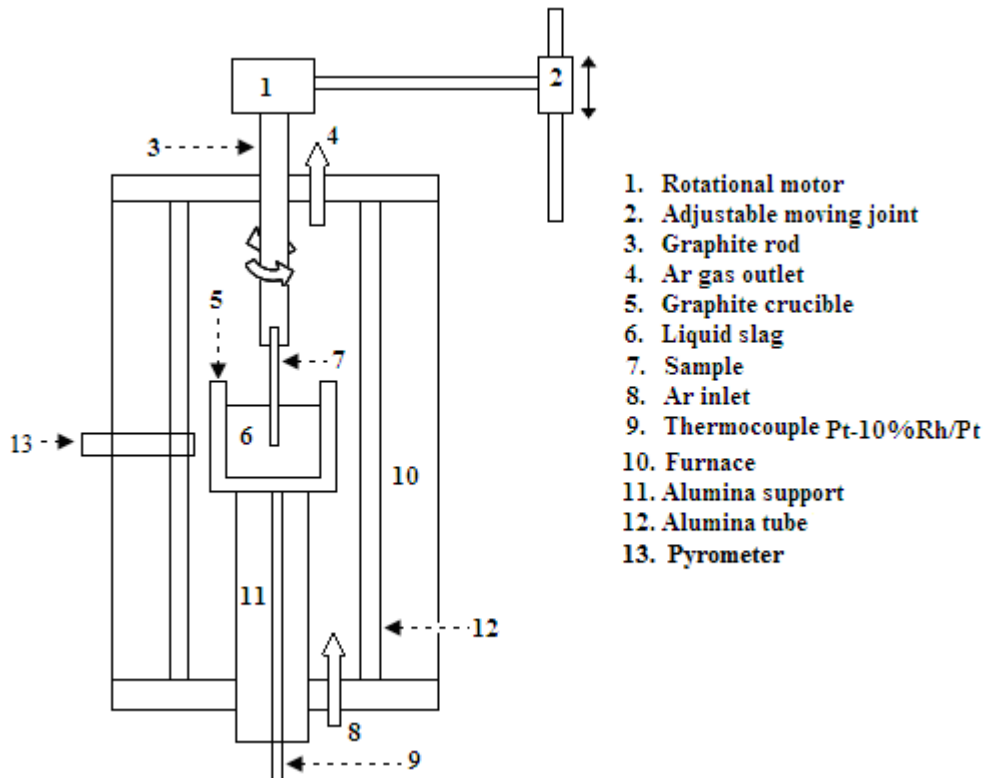 1
2
3
4
5
6
7
13
10
11
12
8
9
1. Rotational motor
2. Adjustable moving joint
3. Graphite rod
4. Ar gas outlet
5. Graphite crucible
6. Liquid slag
7. Sample
8. Ar inlet
9. Thermocouple Pt-10%Rh/Pt
10. Furnace
11. Alumina support
12. Alumina tube
13. Pyrometer